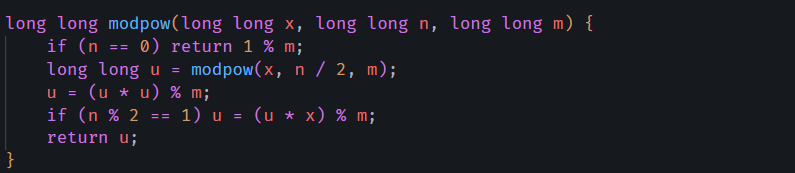 long long modpow(long long x, long long n, long long m) {
    if (n == 0) return 1 % m;
    long long u = modpow(x, n / 2, m);
    u = (u * u) % m;
    if (n % 2 == 1) u = (u * x) % m;
    return u;
}